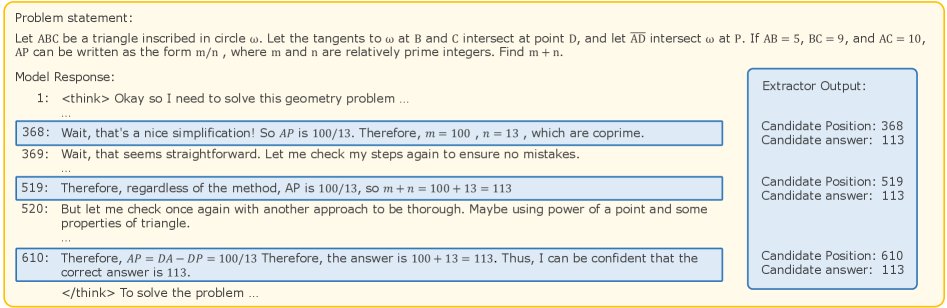 Problem statement:
Let ABC be a triangle inscribed in circle ω. Let the tangents to ω at B and C intersect at point D, and let \overline{AD} intersect ω at P. If AB = 5, BC = 9, and AC = 10,
AP can be written as the form m/n , where m and n are relatively prime integers. Find m + n.
Model Response:
1: <think> Okay so I need to solve this geometry problem ...
...
368: Wait, that's a nice simplification! So AP is 100/13. Therefore, m = 100 , n = 13 , which are coprime.
369: Wait, that seems straightforward. Let me check my steps again to ensure no mistakes.
...
519: Therefore, regardless of the method, AP is 100/13, so m + n = 100 + 13 = 113
520: But let me check once again with another approach to be thorough. Maybe using power of a point and some
properties of triangle.
...
610: Therefore, AP = DA − DP = 100/13 Therefore, the answer is 100 + 13 = 113. Thus, I can be confident that the
correct answer is 113.
</think> To solve the problem ...
Extractor Output:
Candidate Position: 368
Candidate answer: 113
Candidate Position: 519
Candidate answer: 113
Candidate Position: 610
Candidate answer: 113